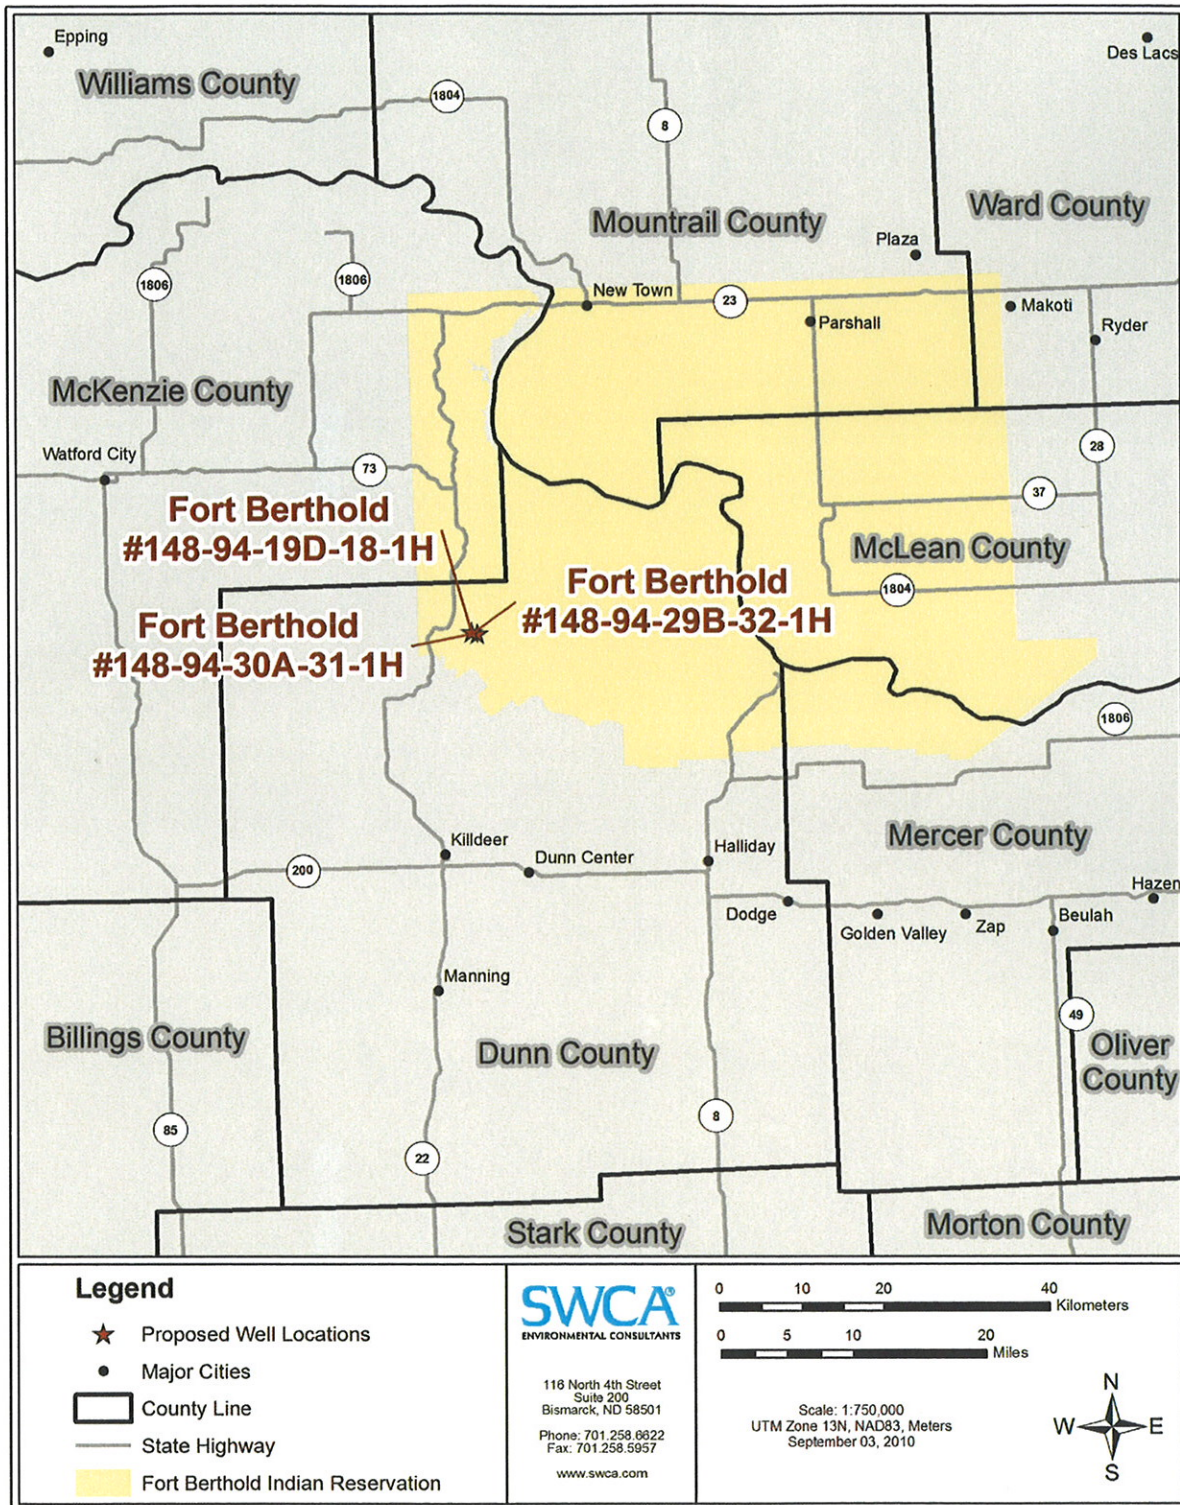 Epping
Des Lacs
Williams County
1804
8
Mountrail County
Ward County
Plaza
1806
1806
New Town
23
Makoti
Parshall
Ryder
McKenzie County
Watford City
73
28
37
Fort Berthold
#148-94-19D-18-1H
McLean County
Fort Berthold
#148-94-29B-32-1H
1804
Fort Berthold
#148-94-30A-31-1H
1806
Mercer County
Killdeer
Dunn Center
Halliday
200
Hazen
Dodge
Golden Valley
Zap
Beulah
Manning
49
Billings County
Dunn County
Oliver
County
85
22
8
Stark County
Morton County
Legend
Proposed Well Locations
Major Cities
County Line
State Highway
Fort Berthold Indian Reservation
SWCA®
ENVIRONMENTAL CONSULTANTS
116 North 4th Street
Suite 200
Bismarck, ND 58501
Phone: 701.258.6622
Fax: 701.258.5957
www.swca.com
0 10 20 40
Kilometers
0 5 10 20
Miles
Scale: 1:750,000
UTM Zone 13N, NAD83, Meters
September 03, 2010
N
W E
S